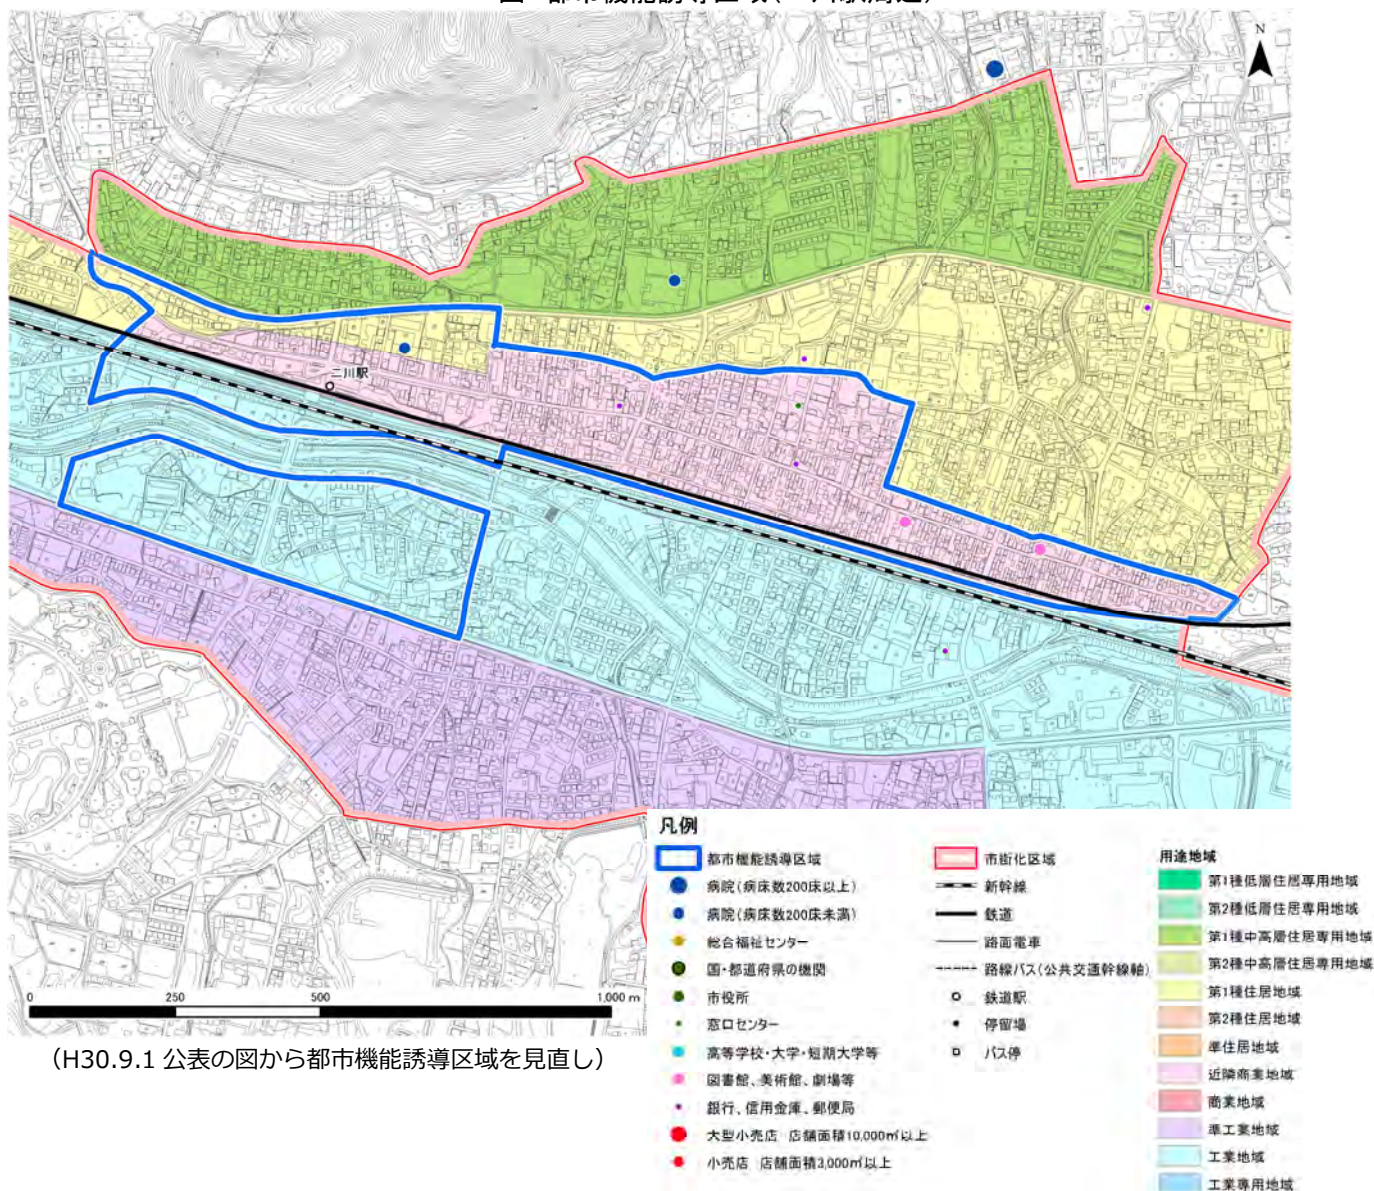 N
二川駅
凡例
都市機能誘導区域
病院(病床数200床以上)
病院(病床数200床未満)
総合福祉センター
国・都道府県の機関
市役所
窓口センター
高等学校・大学・短期大学等
図書館、美術館、劇場等
銀行、信用金庫、郵便局
大型小売店 店舗面積10,000㎡以上
小売店 店舗面積3,000㎡以上
市街化区域
新幹線
鉄道
路面電車
路線バス(公共交通幹線軸)
鉄道駅
停留場
バス停
用途地域
第1種低層住居専用地域
第2種低層住居専用地域
第1種中高層住居専用地域
第2種中高層住居専用地域
第1種住居地域
第2種住居地域
準住居地域
近隣商業地域
商業地域
準工業地域
工業地域
工業専用地域
0 250 500 1,000 m
(H30.9.1 公表の図から都市機能誘導区域を見直し)